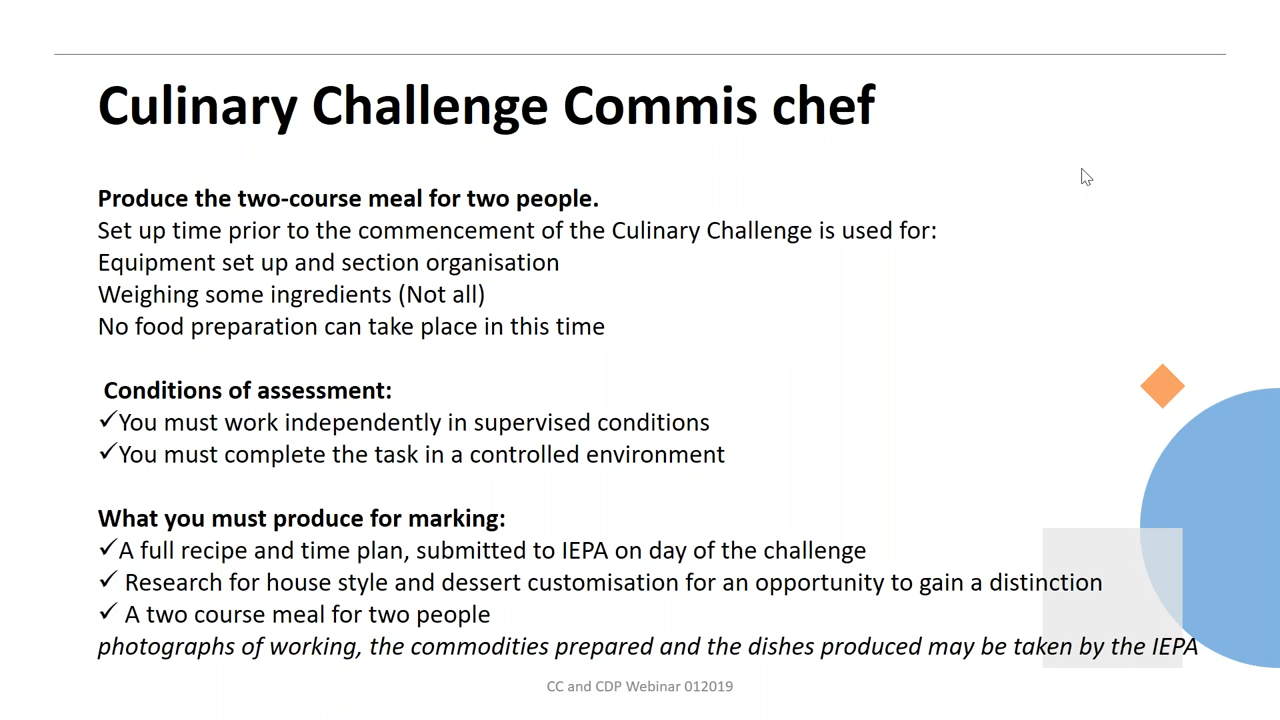 Culinary Challenge Commis chef
Produce the two-course meal for two people.
Set up time prior to the commencement of the Culinary Challenge is used for:
Equipment set up and section organisation
Weighing some ingredients (Not all)
No food preparation can take place in this time
Conditions of assessment:
✓You must work independently in supervised conditions
✓You must complete the task in a controlled environment
What you must produce for marking:
✓A full recipe and time plan, submitted to IEPA on day of the challenge
✓ Research for house style and dessert customisation for an opportunity to gain a distinction
✓ A two course meal for two people
photographs of working, the commodities prepared and the dishes produced may be taken by the IEPA
CC and CDP Webinar 012019